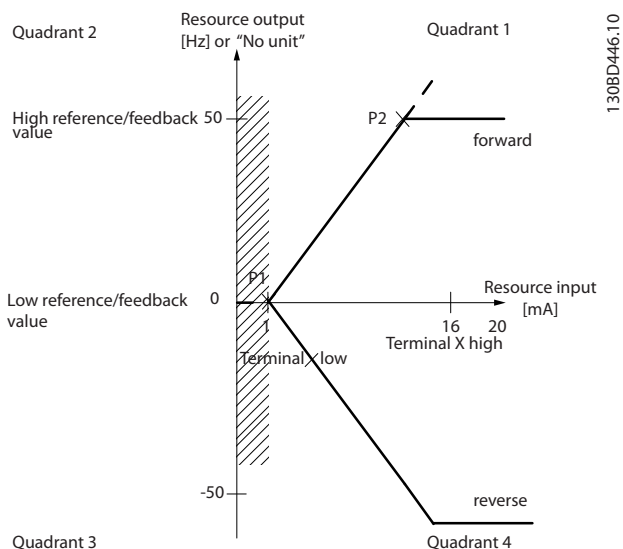 Quadrant 2
Resource output
[Hz] or “No unit”
Quadrant 1
130BD446.10
High reference/feedback
value
50
P2
forward
P1
Low reference/feedback
value
0
Resource input
[mA]
1
16
20
Terminal X high
Terminal X low
-50
reverse
Quadrant 3
Quadrant 4